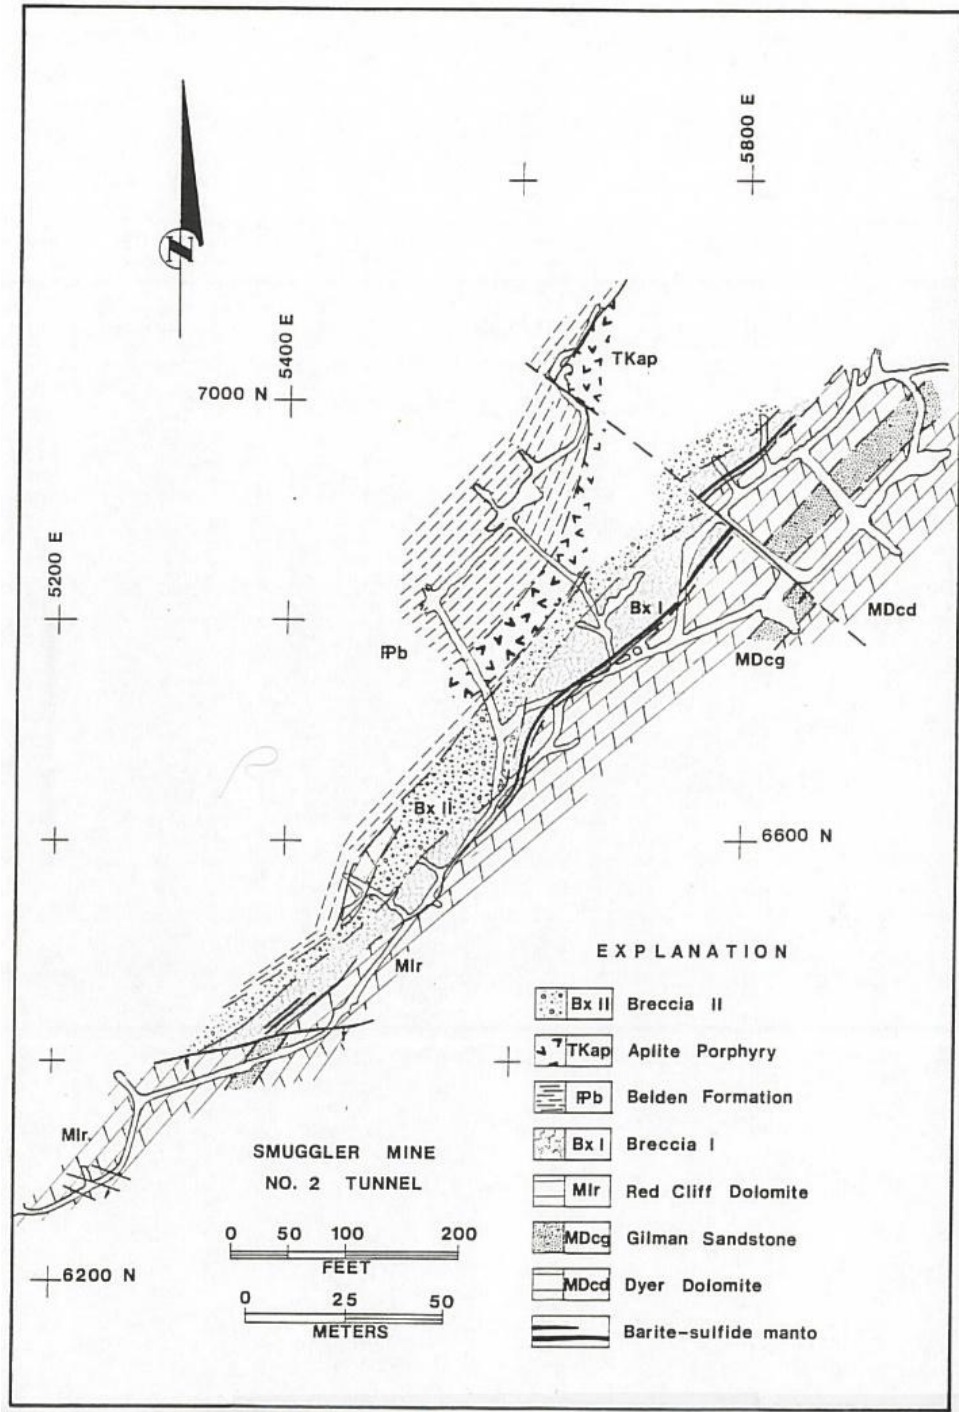 5800 E
N
5400 E
TKap
7000 N
5200 E
Bx I
MDcd
ꟼPb
MDcg
Bx II
6600 N
Mlr
EXPLANATION
Bx II Breccia II
TKap Aplite Porphyry
ꟼPb Belden Formation
Bx I Breccia I
Mlr Red Cliff Dolomite
MDcg Gilman Sandstone
MDcd Dyer Dolomite
Barite-sulfide manto
Mlr.
SMUGGLER MINE
NO. 2 TUNNEL
0 50 100 200
FEET
0 25 50
METERS
6200 N